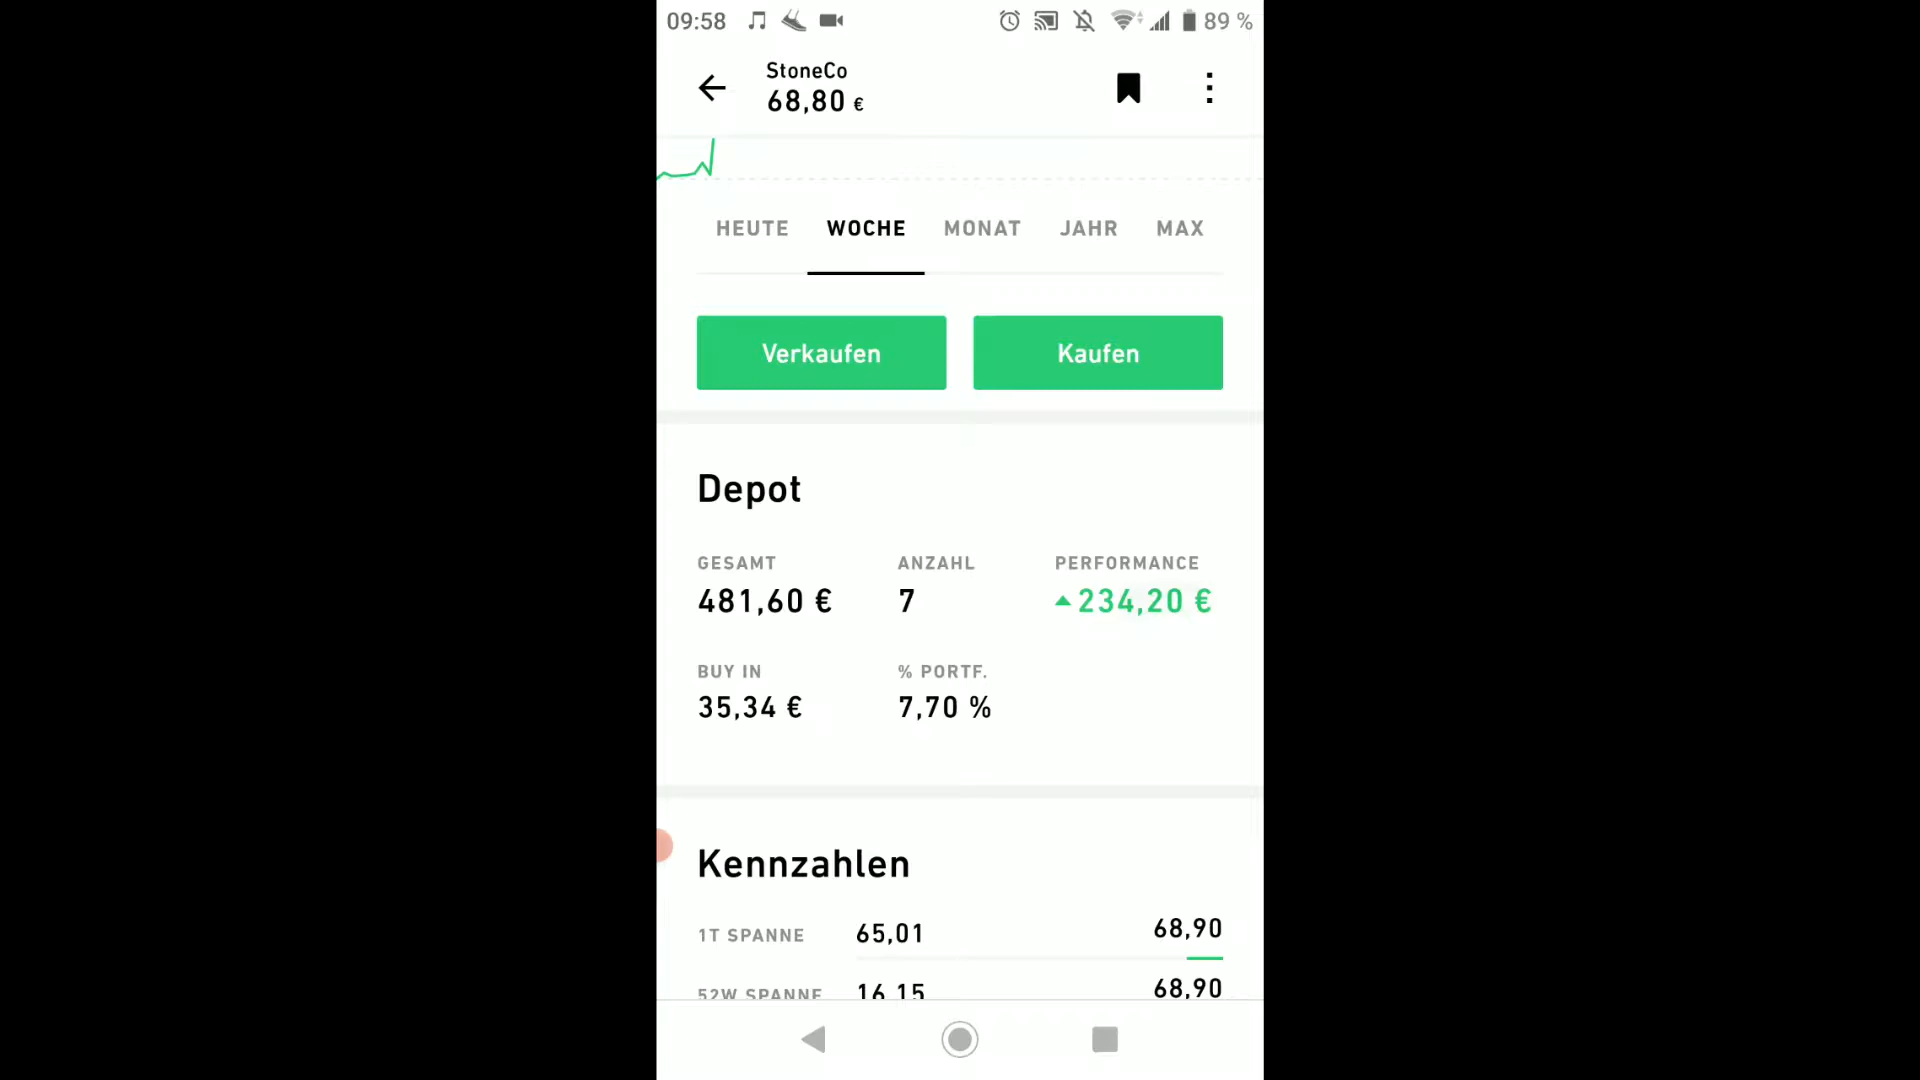 09:58
89 %
StoneCo
68,80 €
HEUTE WOCHE MONAT JAHR MAX
Verkaufen Kaufen
Depot
GESAMT ANZAHL PERFORMANCE
481,60 € 7 234,20 €
BUY IN % PORTF.
35,34 € 7,70 %
Kennzahlen
1T SPANNE 65,01 68,90
52W SPANNE 16,15 68,90